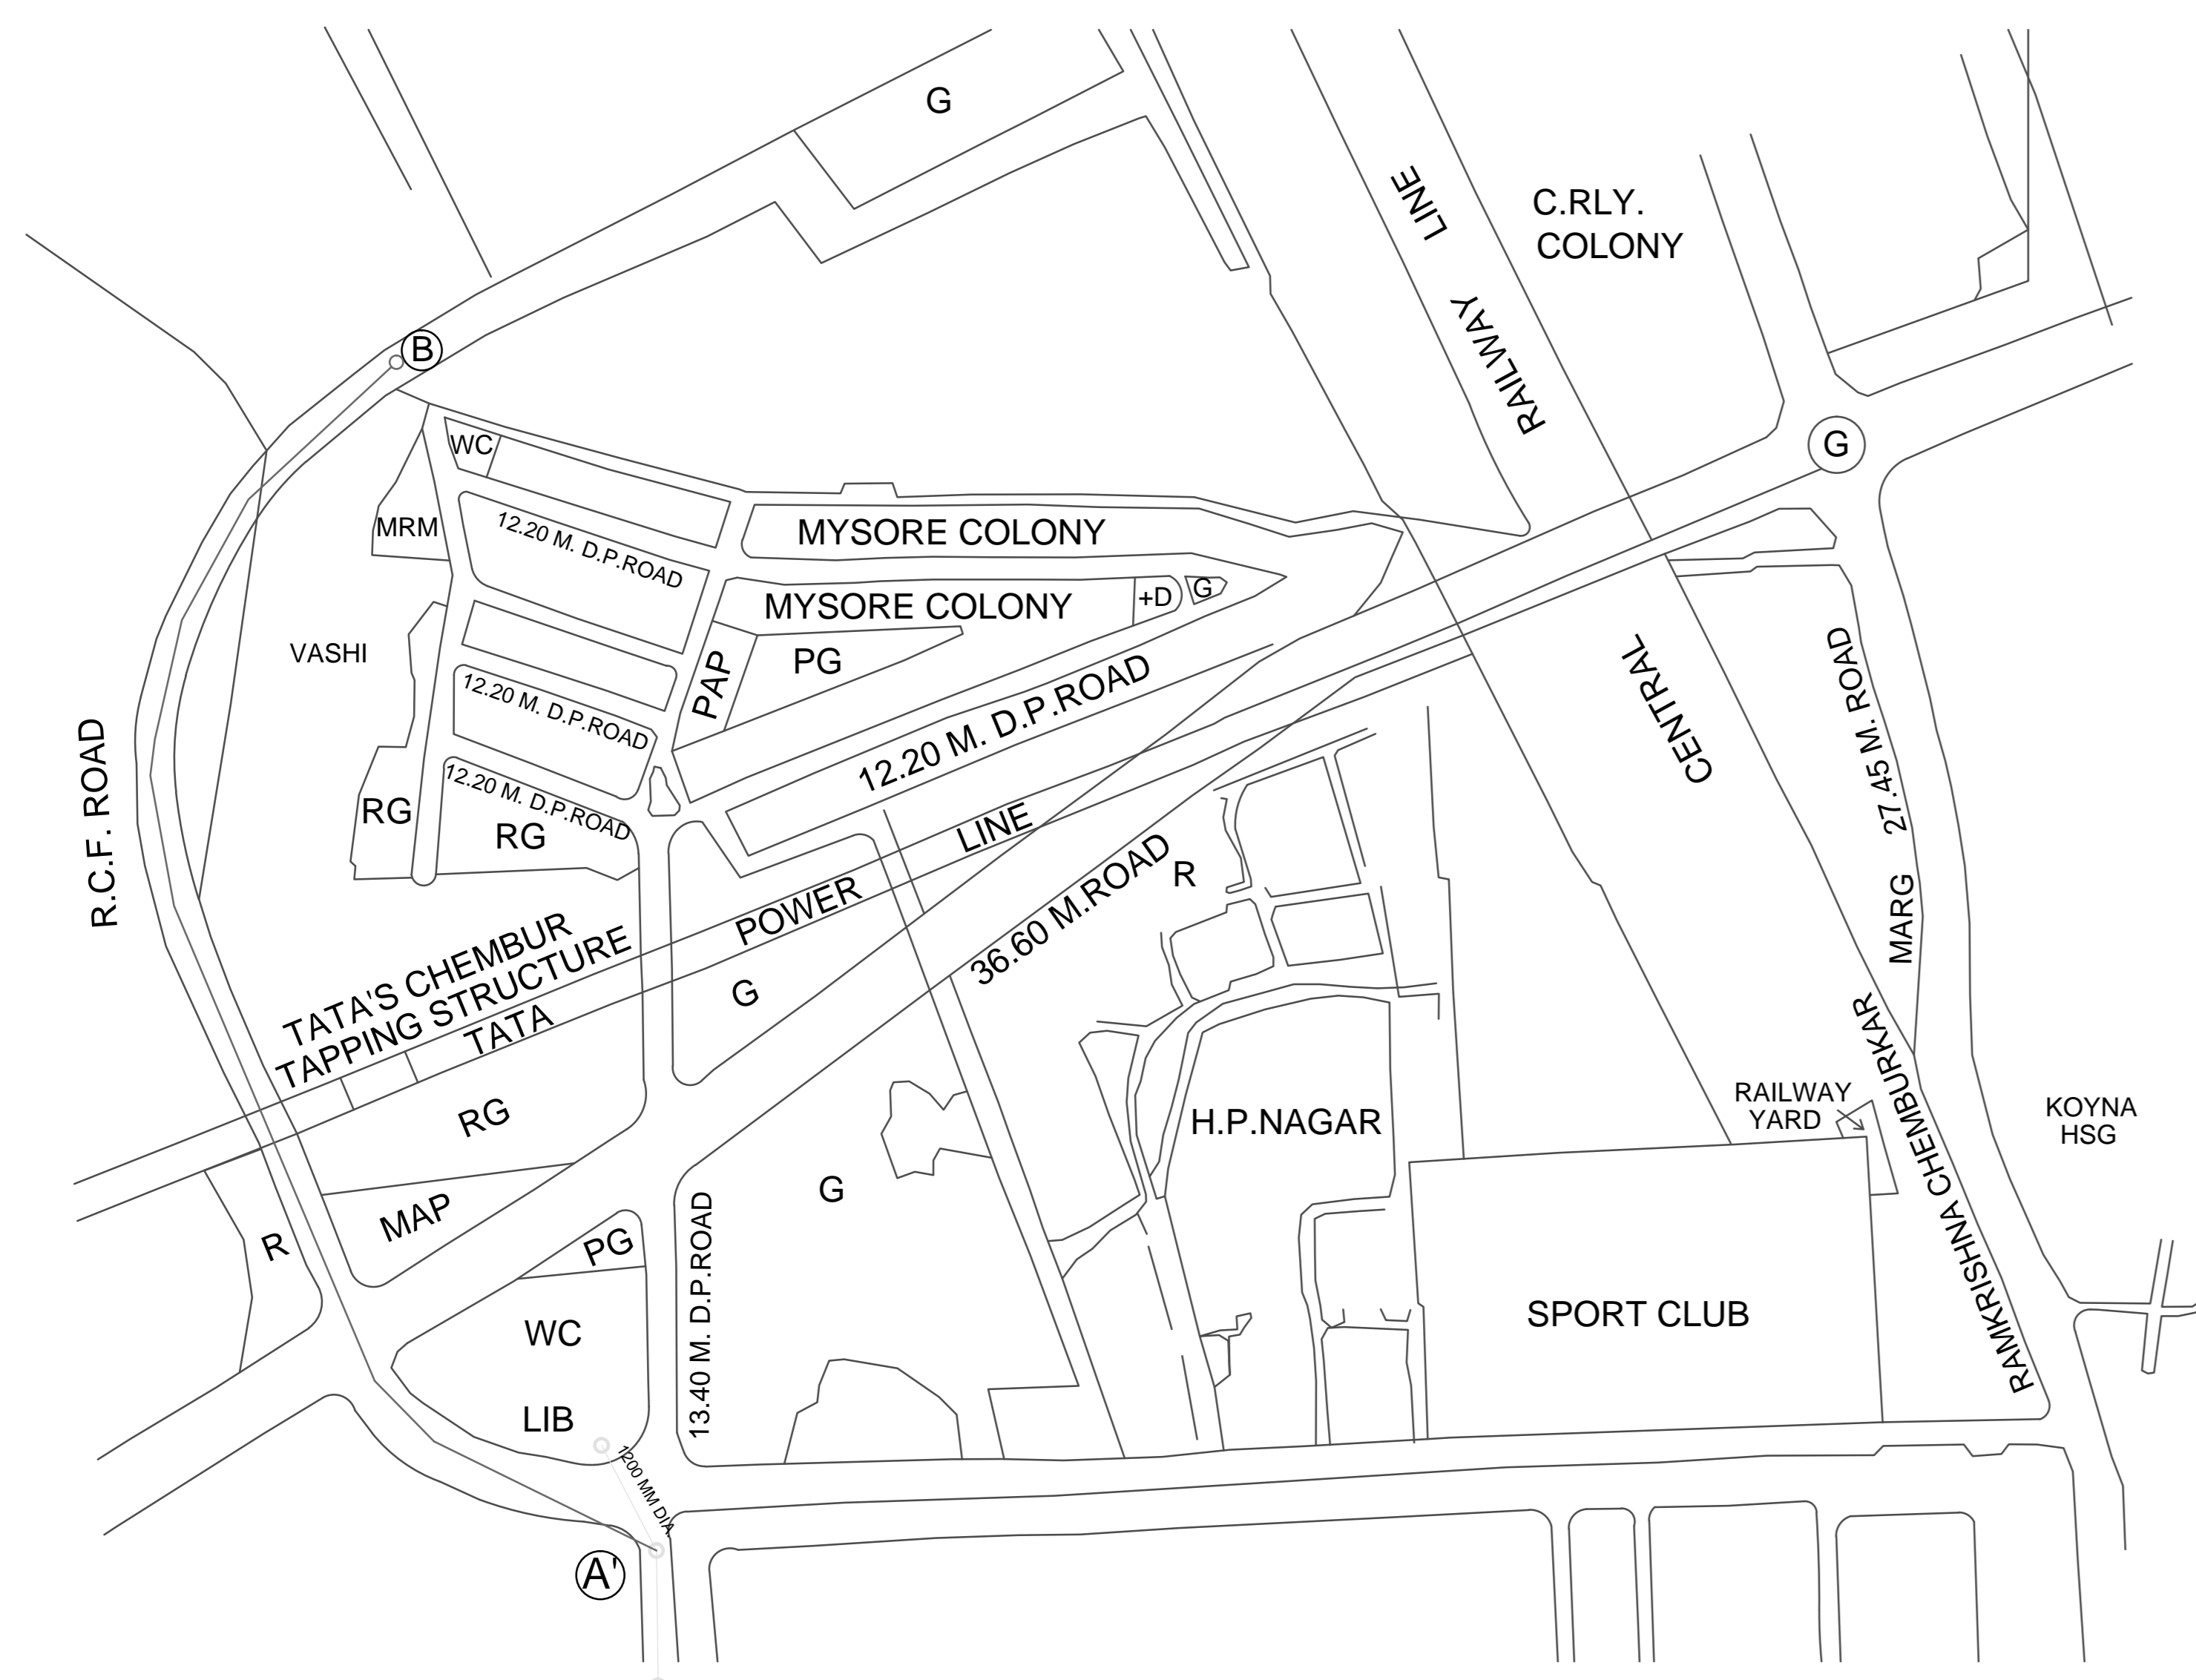 G
LINE
C.RLY.
COLONY
RAILWAY
B
G
WC
MRM
12.20 M. D.P.ROAD
MYSORE COLONY
MYSORE COLONY
+D
G
VASHI
PG
PAP
12.20 M. D.P.ROAD
12.20 M. D.P.ROAD
CENTRAL
27.45 M. ROAD
R.C.F. ROAD
RG
12.20 M. D.P.ROAD
RG
LINE
POWER
R
36.60 M.ROAD
MARG
TATA'S CHEMBUR
TAPPING STRUCTURE
TATA
G
RG
H.P.NAGAR
RAILWAY
YARD
RAMKRISHNA CHEMBURKAR
KOYNA
HSG
G
MAP
R
PG
13.40 M. D.P.ROAD
WC
SPORT CLUB
LIB
1200 MM DIA.
A'